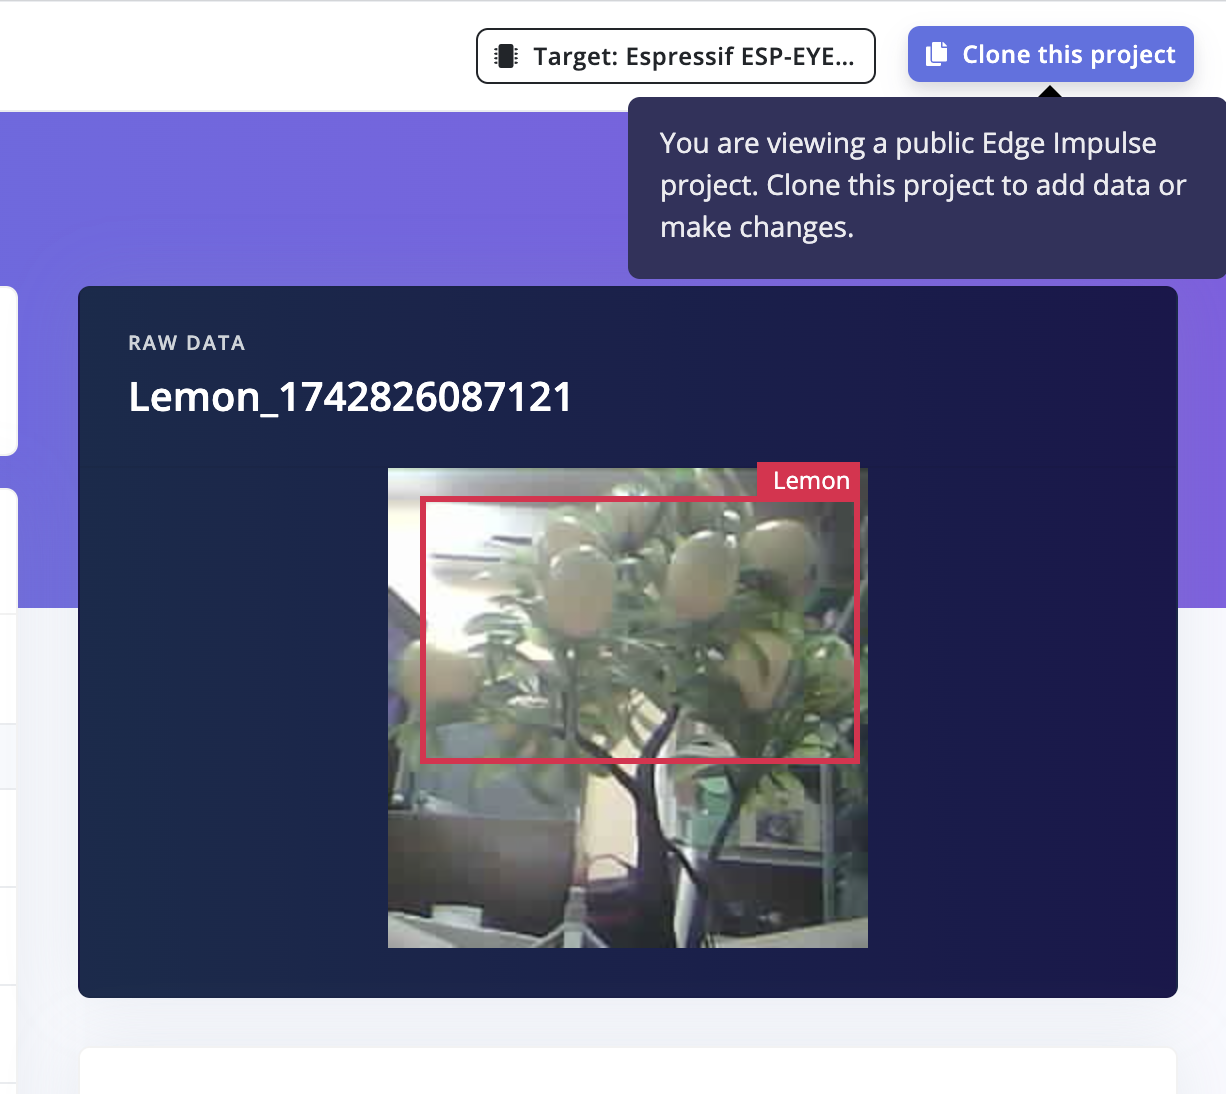 Target: Espressif ESP-EYE...
Clone this project
You are viewing a public Edge Impulse
project. Clone this project to add data or
make changes.
RAW DATA
Lemon_1742826087121
Lemon